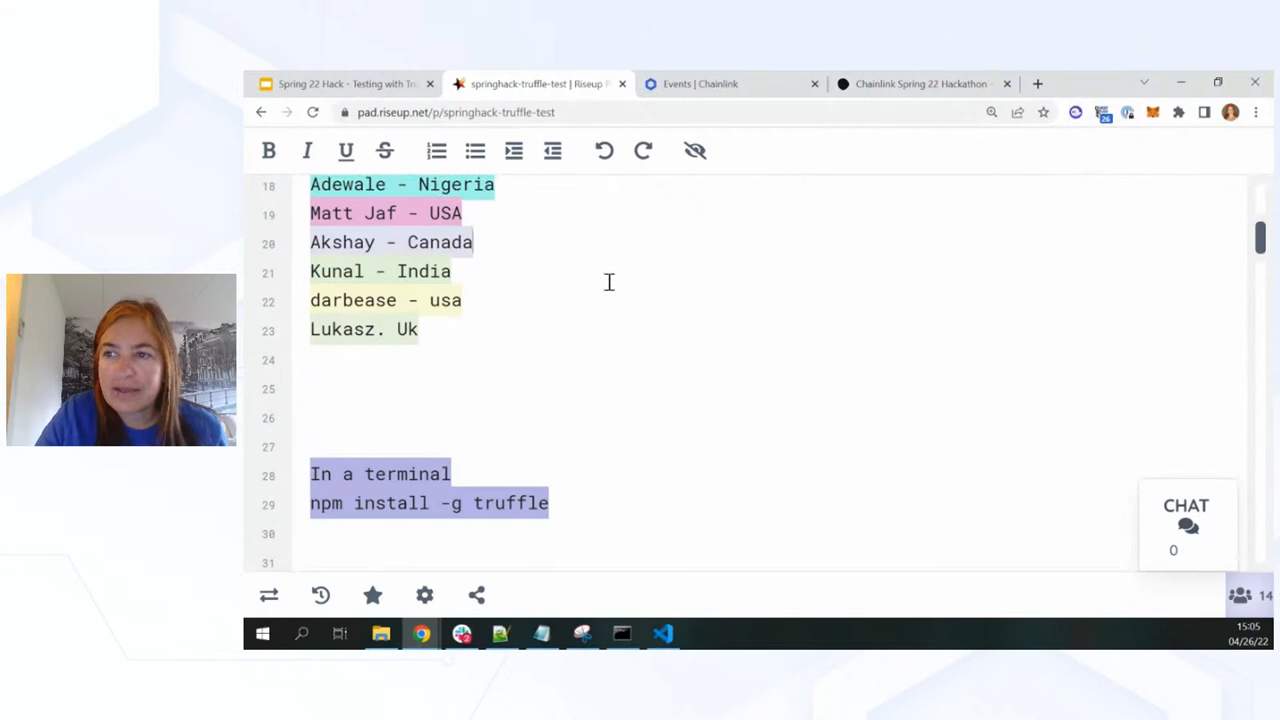 Spring 22 Hack - Testing with Tru
springhack-truffle-test | Riseup P
Events | Chainlink
Chainlink Spring 22 Hackathon -
pad.riseup.net/p/springhack-truffle-test
26
18 Adewale - Nigeria
19 Matt Jaf - USA
20 Akshay - Canada
21 Kunal - India
22 darbease - usa
23 Lukasz. Uk
24
25
26
27
28 In a terminal
29 npm install -g truffle
30
31
CHAT
0
14
15:05
04/26/22